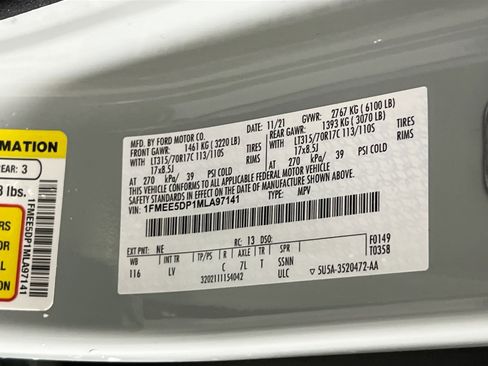 MFD. BY FORD MOTOR CO.
11/21 GVWR: 2767 KG ( 6100 LB)
FRONT GAWR: 1461 KG ( 3220 LB)
REAR GAWR: 1393 KG ( 3070 LB)
WITH LT315/70R17C 113/110S TIRES
17x8.5J RIMS
AT 270 kPa/ 39 PSI COLD
WITH LT315/70R17C 113/110S TIRES
17x8.5J RIMS
AT 270 kPa/ 39 PSI COLD
THIS VEHICLE CONFORMS TO ALL APPLICABLE FEDERAL MOTOR VEHICLE
SAFETY STANDARDS IN EFFECT ON THE DATE OF MANUFACTURE SHOWN ABOVE.
VIN: 1FMEE5DP1MLA97141
TYPE: MPV
EXT PNT: NE RC: 13 DSO: F0149
WB INT TR TP/PS R AXLE TR SPR T0358
116 LV C 7L T SSNN
3202111154042 ULC
▽ SU5A-3520472-AA
MATION
EAR: 3
lbs.
1FMEE5DP1MLA97141